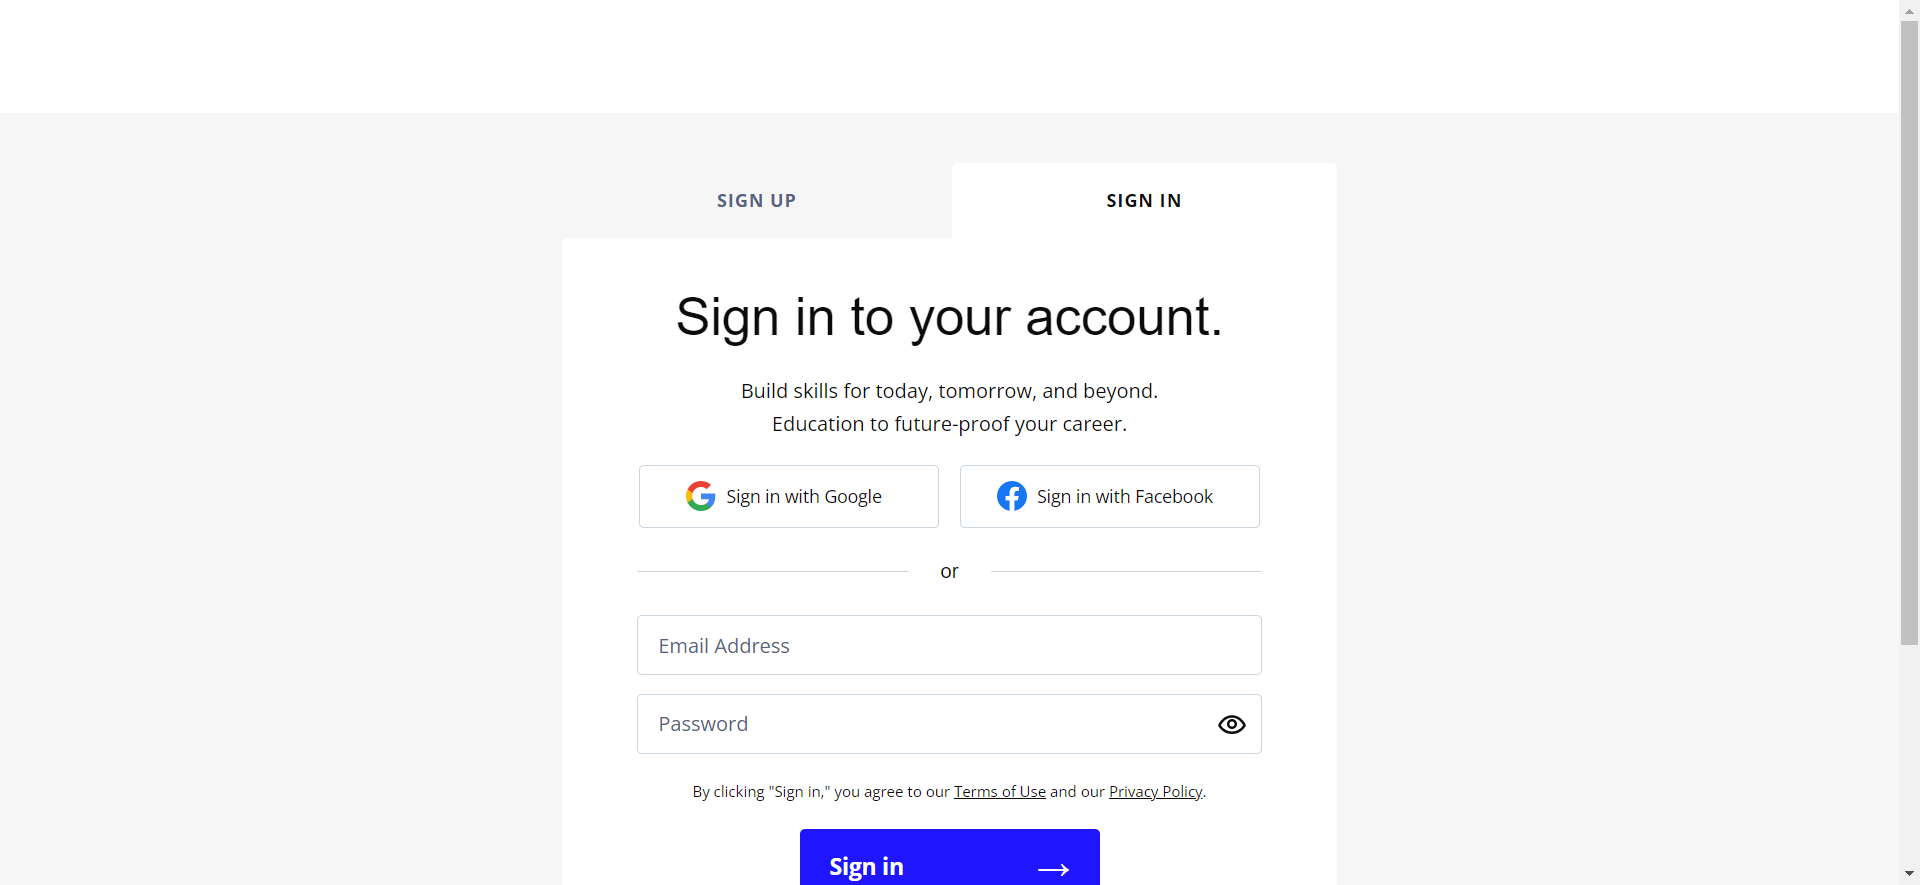 SIGN UP
SIGN IN
Sign in to your account.
Build skills for today, tomorrow, and beyond.
Education to future-proof your career.
Sign in with Google
Sign in with Facebook
or
Email Address
Password
By clicking "Sign in," you agree to our Terms of Use and our Privacy Policy.
Sign in